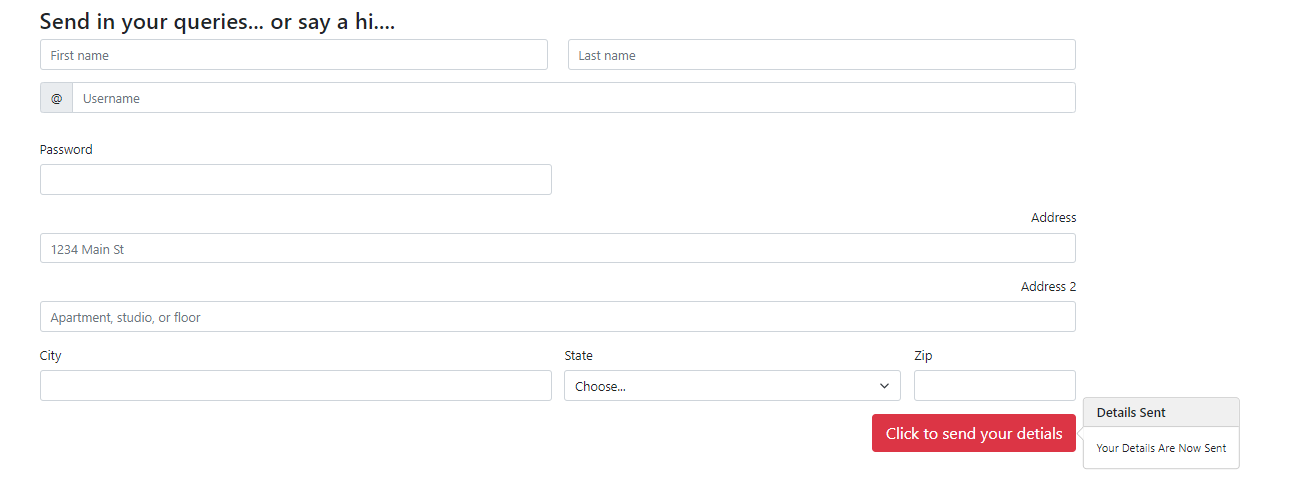 Send in your queries... or say a hi....
First name
Last name
@
Username
Password
Address
1234 Main St
Address 2
Apartment, studio, or floor
City
State
Zip
Choose...
Details Sent
Click to send your detials
Your Details Are Now Sent